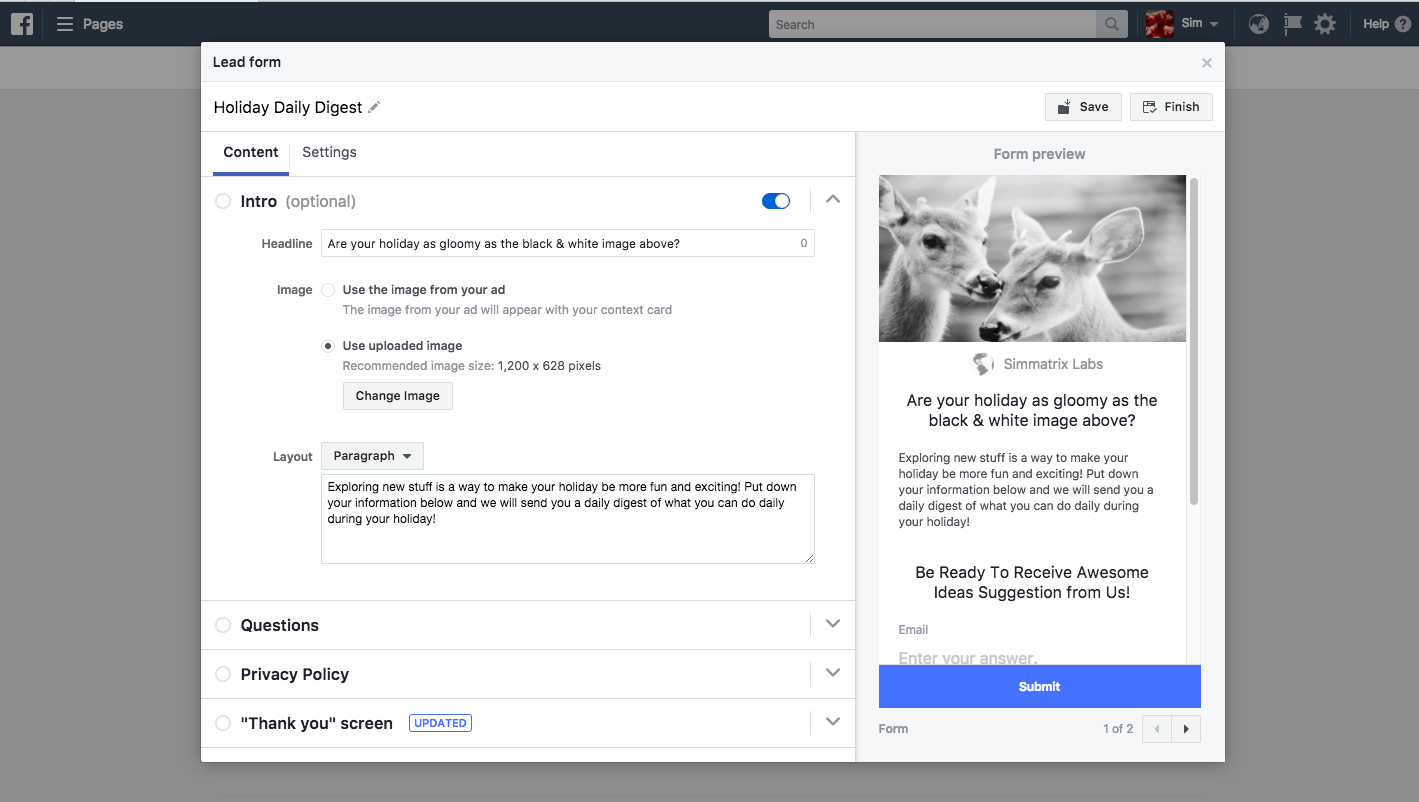 f
Pages
Search
Sim
Help ?
Lead form
×
Holiday Daily Digest
Save
Finish
Content
Settings
Intro (optional)
Headline
Are your holiday as gloomy as the black & white image above?
0
Image
Use the image from your ad
The image from your ad will appear with your context card
Use uploaded image
Recommended image size: 1,200 x 628 pixels
Change Image
Layout
Paragraph
Exploring new stuff is a way to make your holiday be more fun and exciting! Put down
your information below and we will send you a daily digest of what you can do daily
during your holiday!
Questions
Privacy Policy
"Thank you" screen
UPDATED
Form preview
Simmatrix Labs
Are your holiday as gloomy as the
black & white image above?
Exploring new stuff is a way to make your
holiday be more fun and exciting! Put down
your information below and we will send you a
daily digest of what you can do daily during
your holiday!
Be Ready To Receive Awesome
Ideas Suggestion from Us!
Email
Enter your answer.
Submit
Form
1 of 2